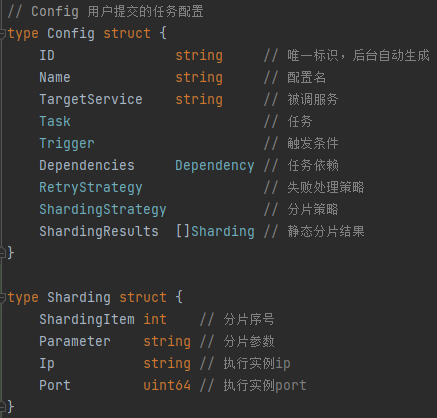 // Config 用户提交的任务配置
type Config struct {
    ID               string     // 唯一标识，后台自动生成
    Name             string     // 配置名
    TargetService    string     // 被调服务
    Task                        // 任务
    Trigger                     // 触发条件
    Dependencies     Dependency // 任务依赖
    RetryStrategy               // 失败处理策略
    ShardingStrategy            // 分片策略
    ShardingResults  []Sharding // 静态分片结果
}
type Sharding struct {
    ShardingItem int    // 分片序号
    Parameter    string // 分片参数
    Ip           string // 执行实例ip
    Port         uint64 // 执行实例port
}